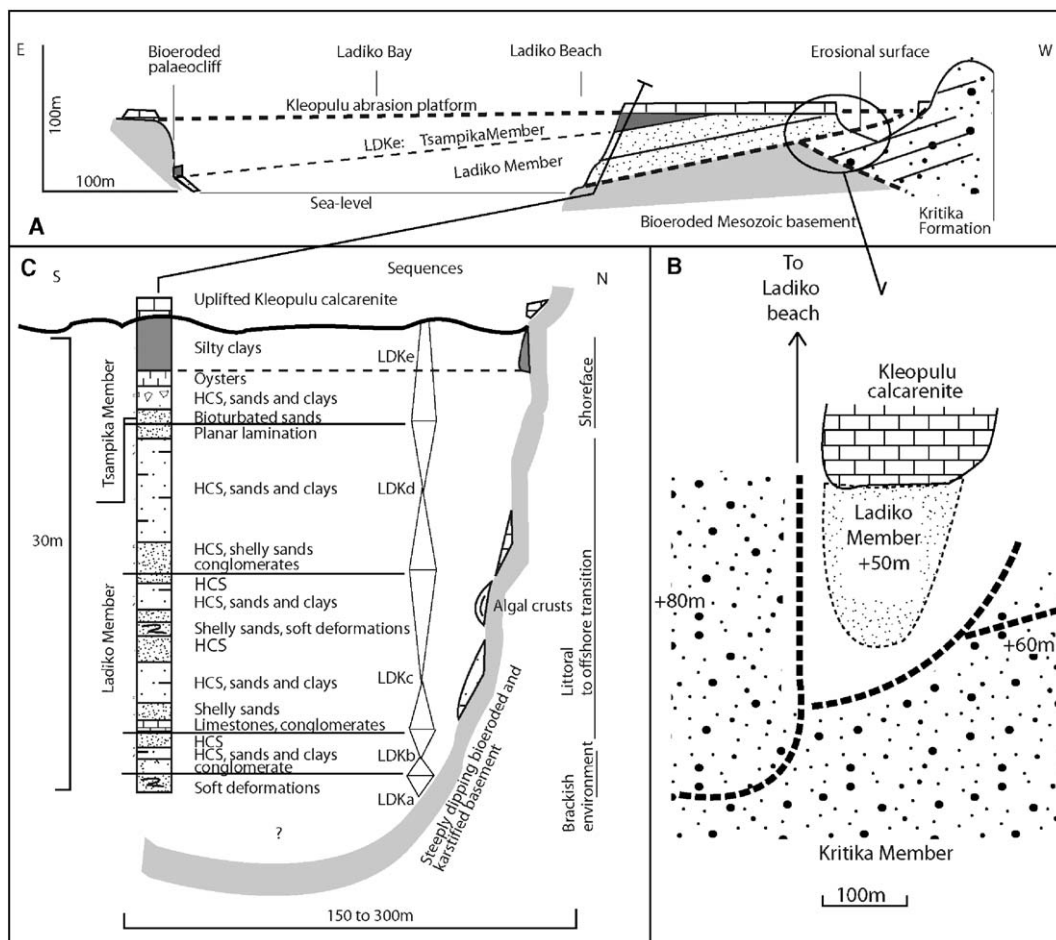 E
Bioeroded
palaeocliff
Ladiko Bay
Ladiko Beach
Erosional surface
W
Kleopulu abrasion platform
100m
LDKe: TsampikaMember
Ladiko Member
100m
Sea-level
Bioeroded Mesozoic basement
Kritika
Formation
A
C
S
Sequences
N
Uplifted Kleopulu calcarenite
Silty clays
LDKe
Oysters
HCS, sands and clays
Bioturbated sands
Planar lamination
Tsampika Member
Shoreface
HCS, sands and clays
LDKd
30m
HCS, shelly sands
conglomerates
HCS
HCS, sands and clays
Algal crusts
Shelly sands, soft deformations
HCS
Ladiko Member
Littoral
to offshore transition
HCS, sands and clays
LDKc
Shelly sands
Limestones, conglomerates
HCS
HCS, sands and clays
LDKb
conglomerate
Soft deformations
LDKa
Brackish
environment
Steeply dipping bioeroded and
karstified basement
?
150 to 300m
B
To
Ladiko
beach
Kleopulu
calcarenite
Ladiko
Member
+50m
+80m
+60m
Kritika Member
100m